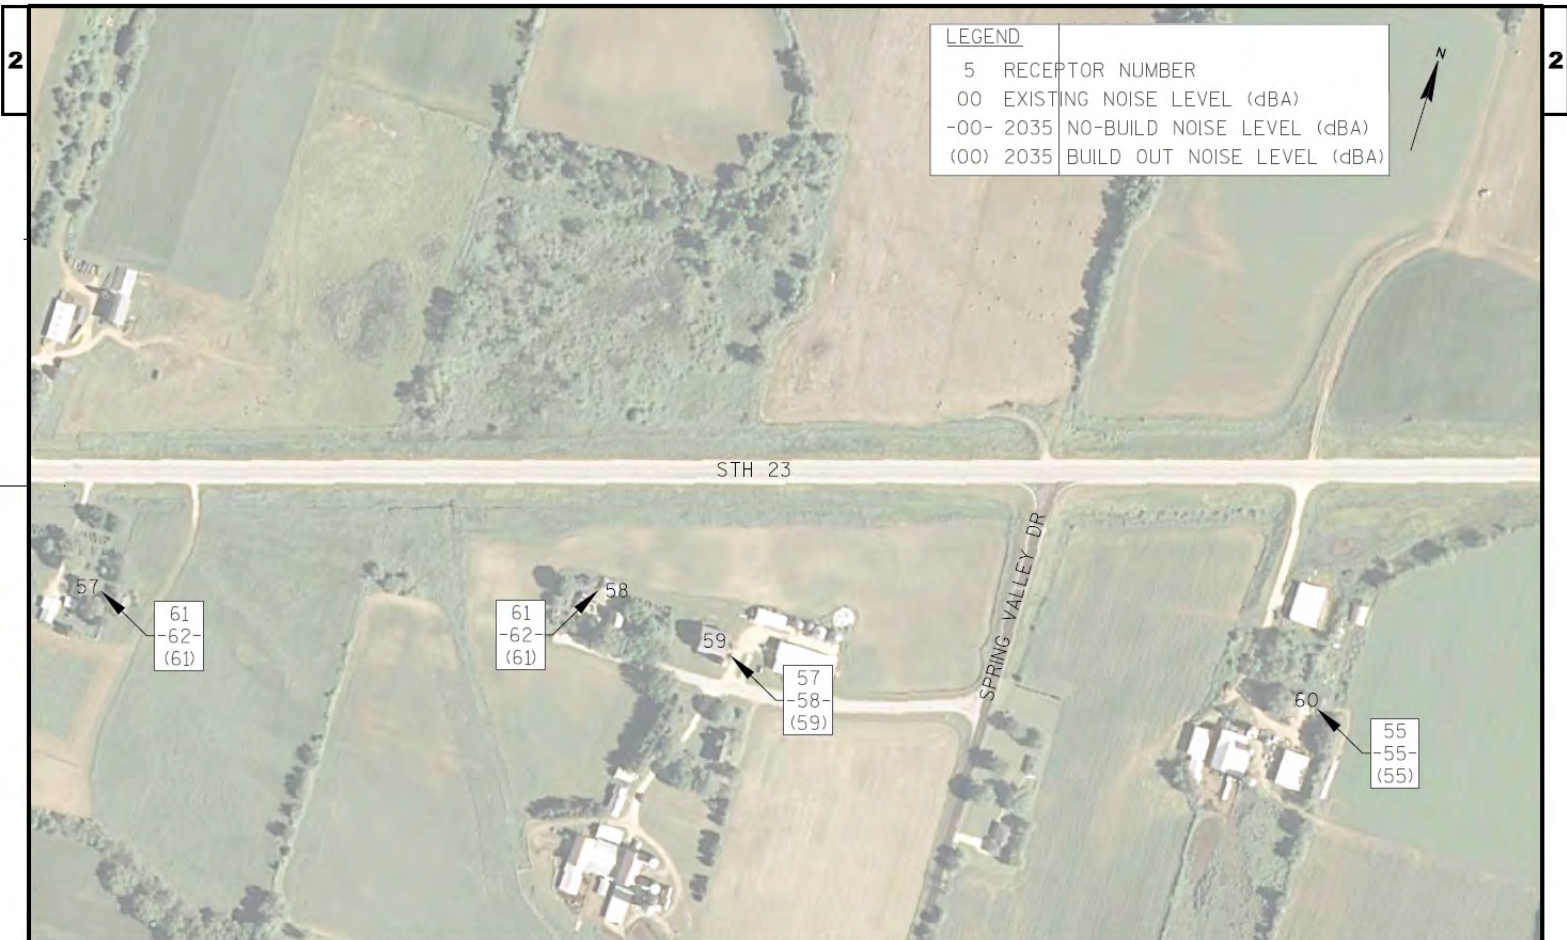 2
2
LEGEND
5 RECEPTOR NUMBER
00 EXISTING NOISE LEVEL (dBA)
-00- 2035 NO-BUILD NOISE LEVEL (dBA)
(00) 2035 BUILD OUT NOISE LEVEL (dBA)
N
STH 23
SPRING VALLEY DR
57
61
-62-
(61)
58
61
-62-
(61)
59
57
-58-
(59)
60
55
-55-
(55)